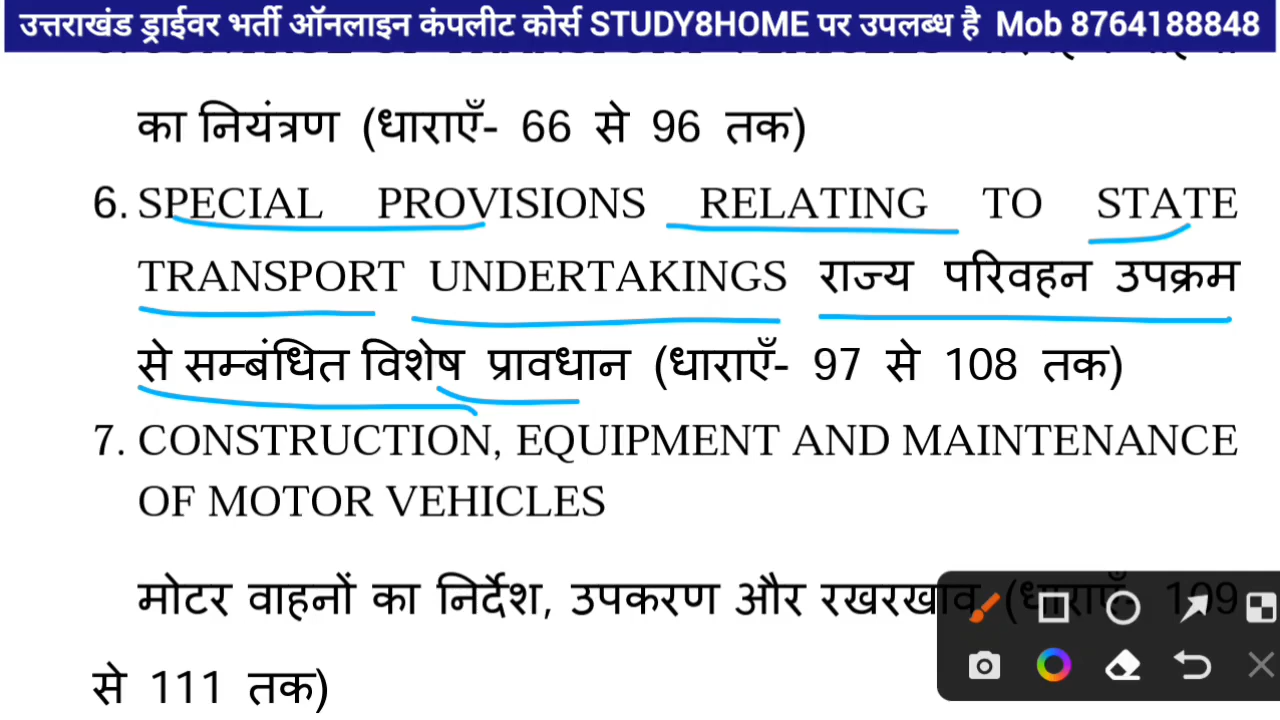 उत्तराखंड ड्राईवर भर्ती ऑनलाइन कंपलीट कोर्स STUDY8HOME पर उपलब्ध है Mob 8764188848
का नियंत्रण (धाराएँ- 66 से 96 तक)
6. SPECIAL PROVISIONS RELATING TO STATE
TRANSPORT UNDERTAKINGS राज्य परिवहन उपक्रम
से सम्बंधित विशेष प्रावधान (धाराएँ- 97 से 108 तक)
7. CONSTRUCTION, EQUIPMENT AND MAINTENANCE
OF MOTOR VEHICLES
मोटर वाहनों का निर्देश, उपकरण और रखरखाव (धाराएँ- 109
से 111 तक)